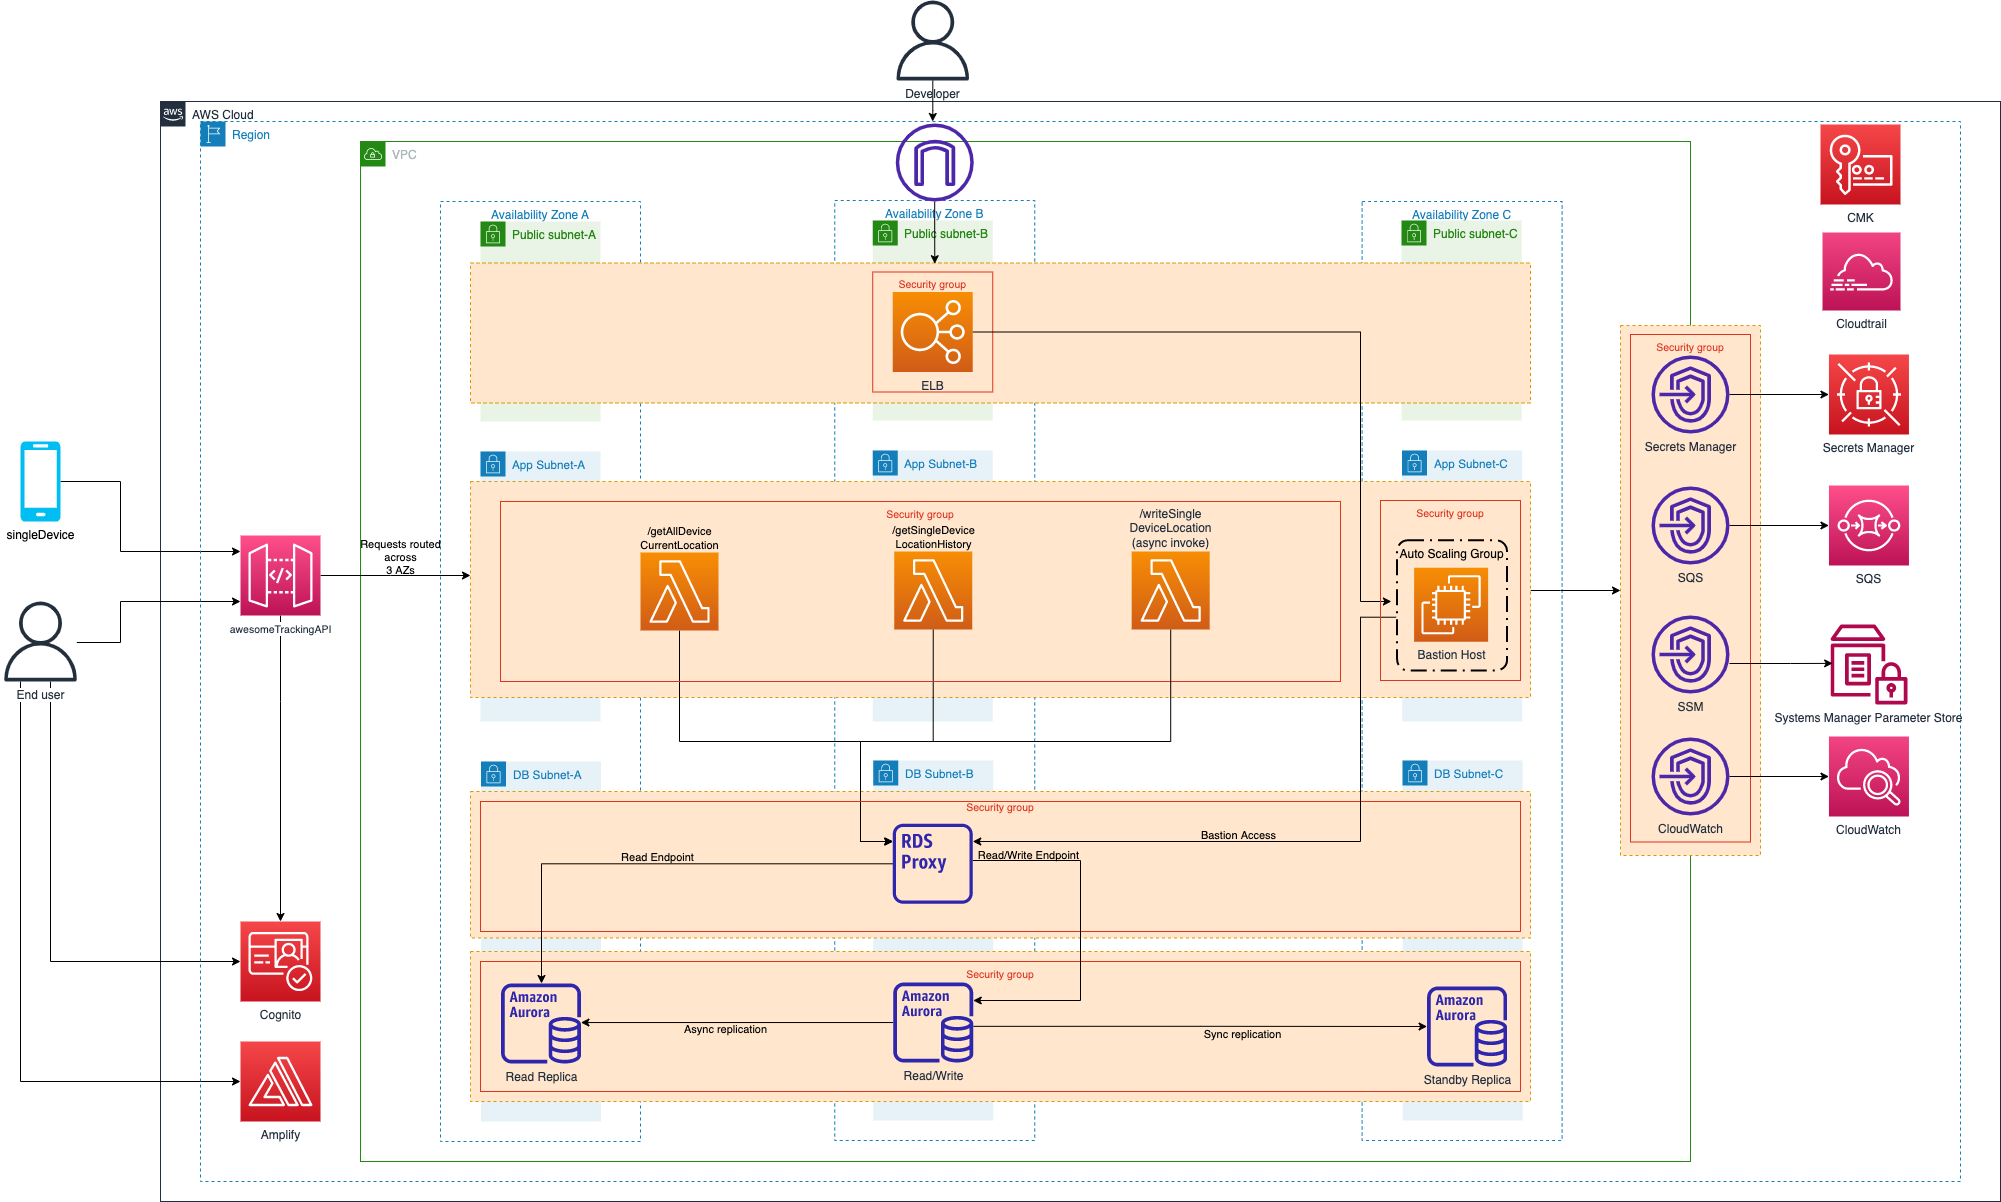 Developer
aws
AWS Cloud
Region
VPC
CMK
Cloudtrail
Availability Zone A
Availability Zone B
Availability Zone C
Public subnet-A
Public subnet-B
Public subnet-C
Security group
ELB
Security group
Secrets Manager
Secrets Manager
SQS
SQS
SSM
Systems Manager Parameter Store
CloudWatch
CloudWatch
App Subnet-A
App Subnet-B
App Subnet-C
Security group
/getAllDevice
CurrentLocation
/getSingleDevice
LocationHistory
/writeSingle
DeviceLocation
(async invoke)
Security group
Auto Scaling Group
Bastion Host
singleDevice
End user
awesomeTrackingAPI
Requests routed
across
3 AZs
DB Subnet-A
DB Subnet-B
DB Subnet-C
Security group
RDS
Proxy
Bastion Access
Read Endpoint
Read/Write Endpoint
Security group
Amazon
Aurora
Read Replica
Async replication
Amazon
Aurora
Read/Write
Sync replication
Amazon
Aurora
Standby Replica
Cognito
Amplify